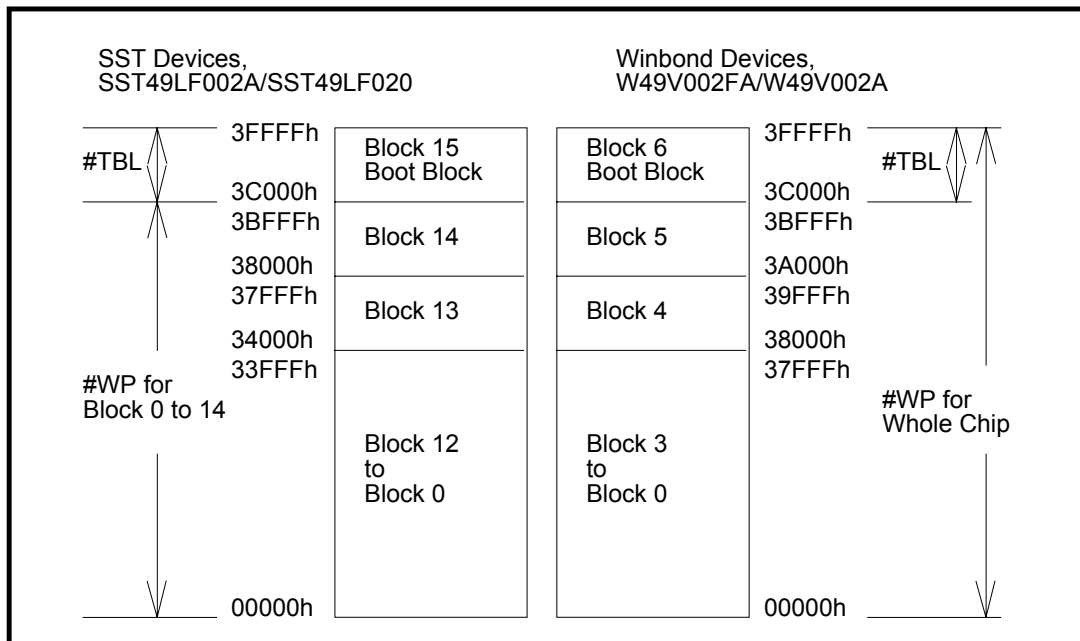 SST Devices,
SST49LF002A/SST49LF020
Winbond Devices,
W49V002FA/W49V002A
#TBL
3FFFFh
3C000h
3BFFFh
38000h
37FFFh
34000h
33FFFh
00000h
#WP for
Block 0 to 14
Block 15
Boot Block
Block 14
Block 13
Block 12
to
Block 0
Block 6
Boot Block
Block 5
Block 4
Block 3
to
Block 0
3FFFFh
3C000h
3BFFFh
3A000h
39FFFh
38000h
37FFFh
00000h
#TBL
#WP for
Whole Chip